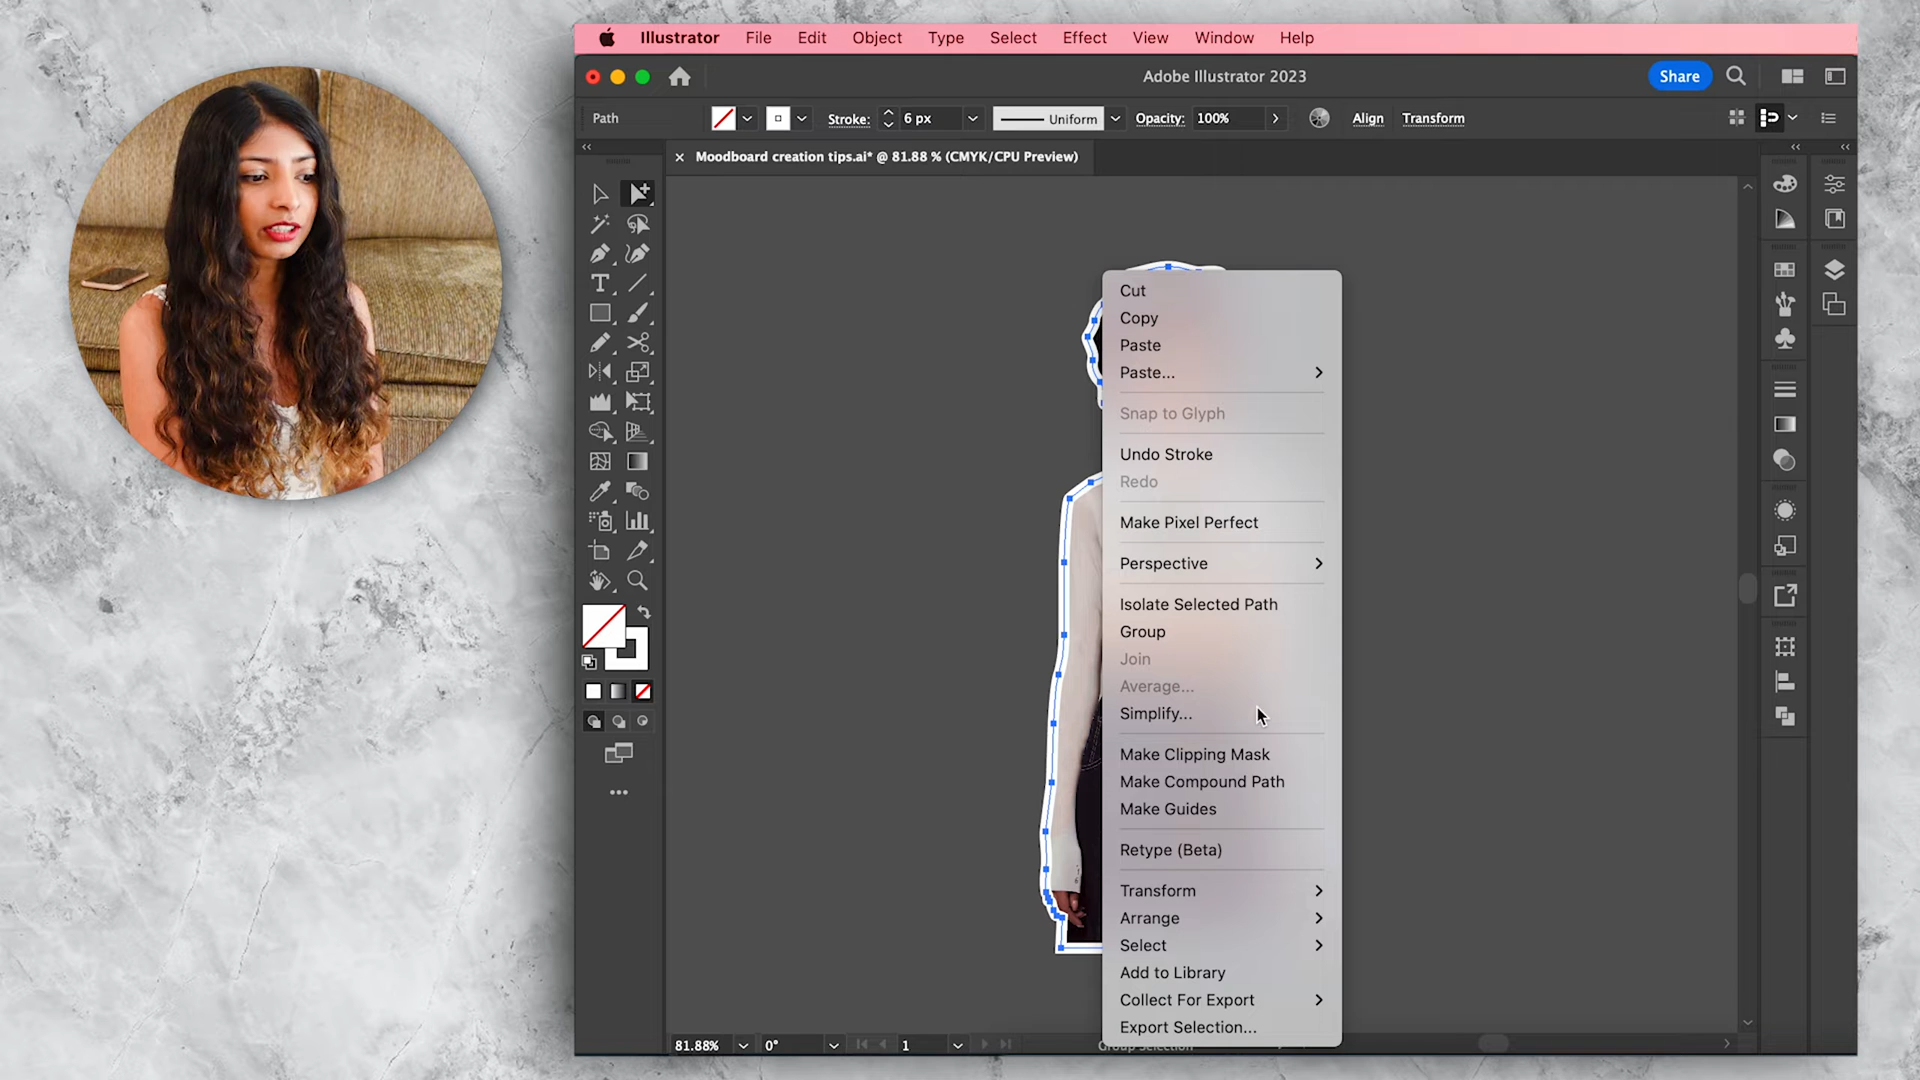 Illustrator File Edit Object Type Select Effect View Window Help
Adobe Illustrator 2023
Share
Path
Stroke: 6 px
Uniform
Opacity: 100%
Align
Transform
Moodboard creation tips.ai* @ 81.88 % (CMYK/CPU Preview)
Cut
Copy
Paste
Paste...
Snap to Glyph
Undo Stroke
Redo
Make Pixel Perfect
Perspective
Isolate Selected Path
Group
Join
Average...
Simplify...
Make Clipping Mask
Make Compound Path
Make Guides
Retype (Beta)
Transform
Arrange
Select
Add to Library
Collect For Export
Export Selection...
81.88% 0° 1
Group Selection